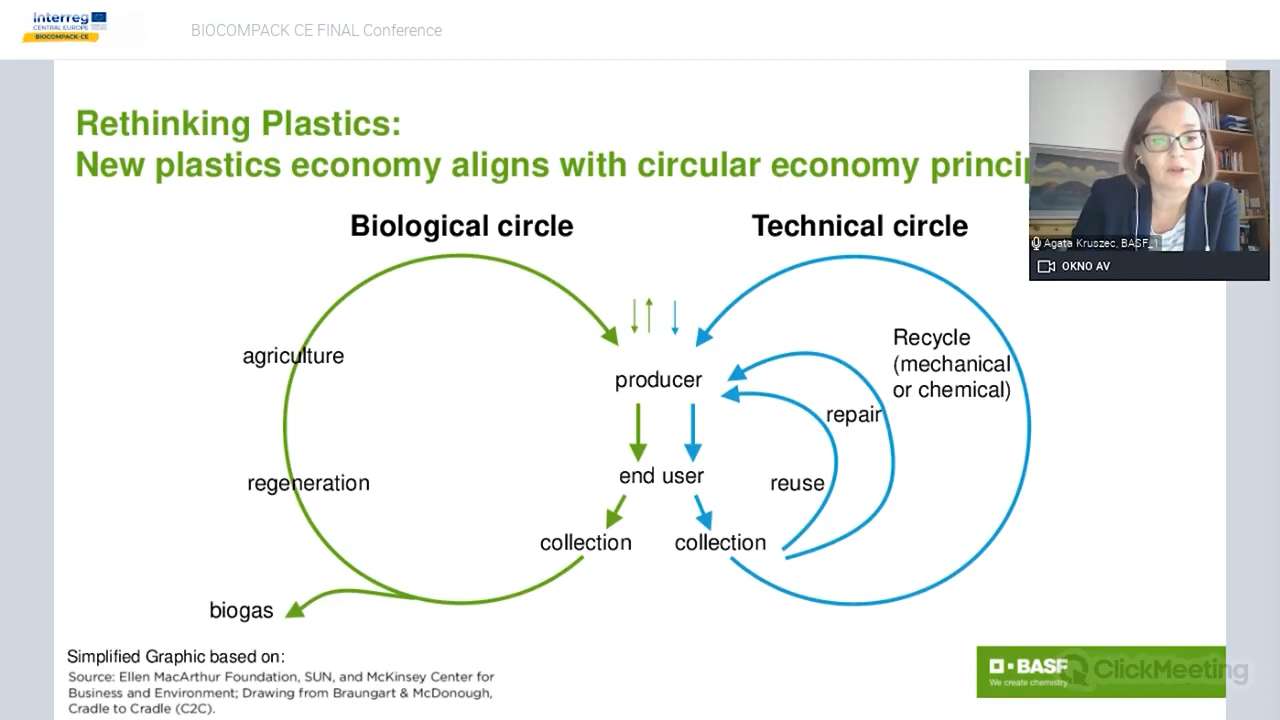 Interreg
CENTRAL EUROPE
BIOCOMPACK-CE
BIOCOMPACK CE FINAL Conference
Rethinking Plastics:
New plastics economy aligns with circular economy princip
Agata Kruszec, BASF_1
OKNO AV
Biological circle
Technical circle
agriculture
regeneration
biogas
producer
end user
collection
collection
reuse
repair
Recycle
(mechanical
or chemical)
Simplified Graphic based on:
Source: Ellen MacArthur Foundation, SUN, and McKinsey Center for
Business and Environment; Drawing from Braungart & McDonough,
Cradle to Cradle (C2C).
BASF
We create chemistry
ClickMeeting